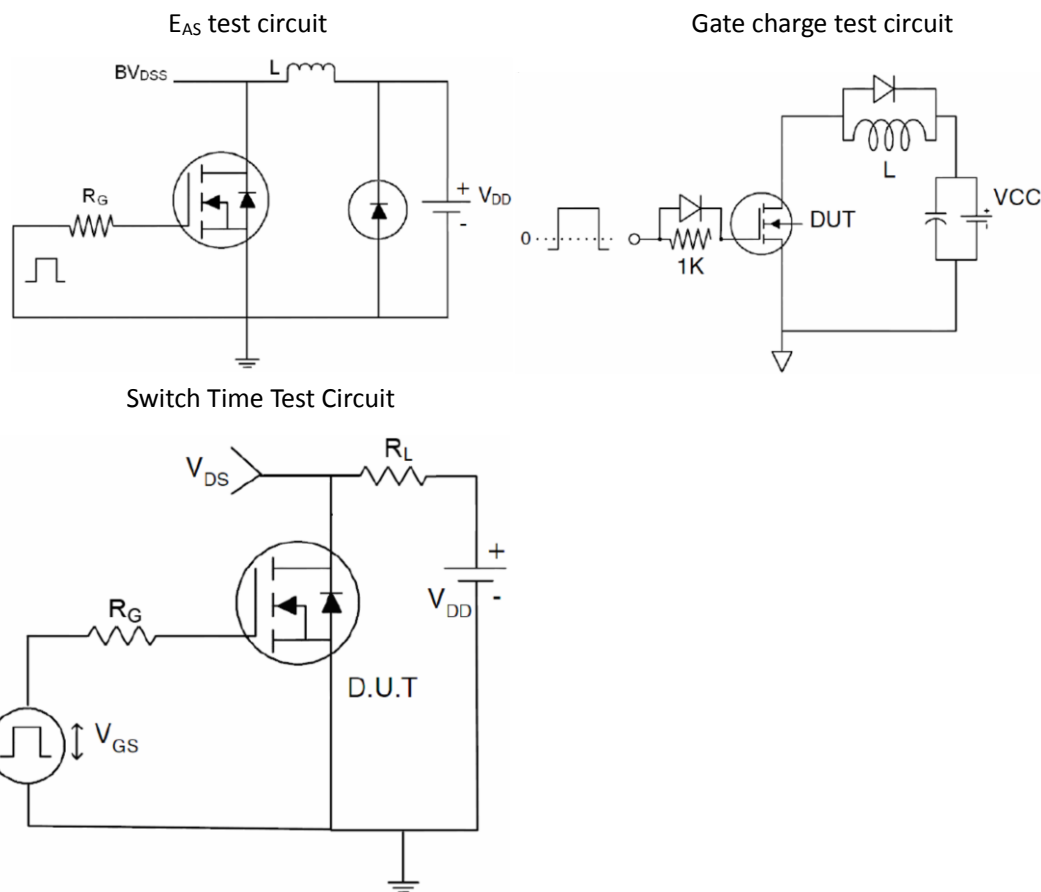 EAS test circuit
Gate charge test circuit
BVDSS
L
RG
+
VDD
-
L
VCC
+
-
0
DUT
1K
Switch Time Test Circuit
VDS
RL
+
VDD
-
RG
D.U.T
VGS